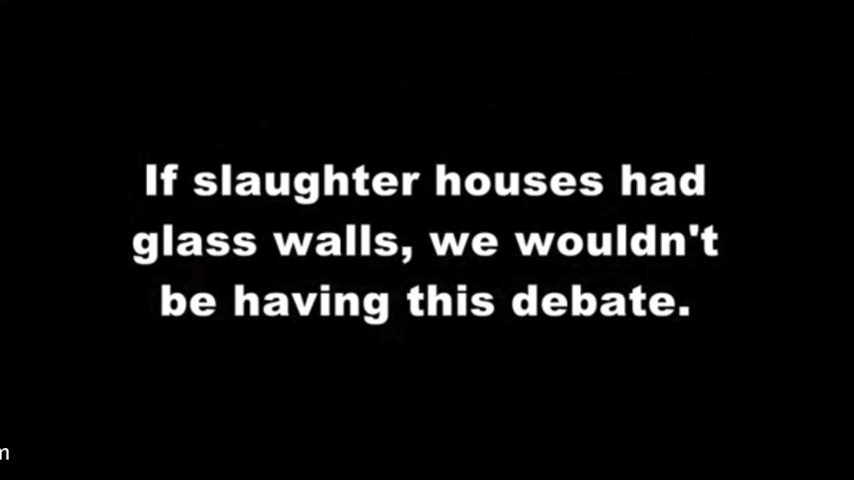 If slaughter houses had
glass walls, we wouldn't
be having this debate.
m